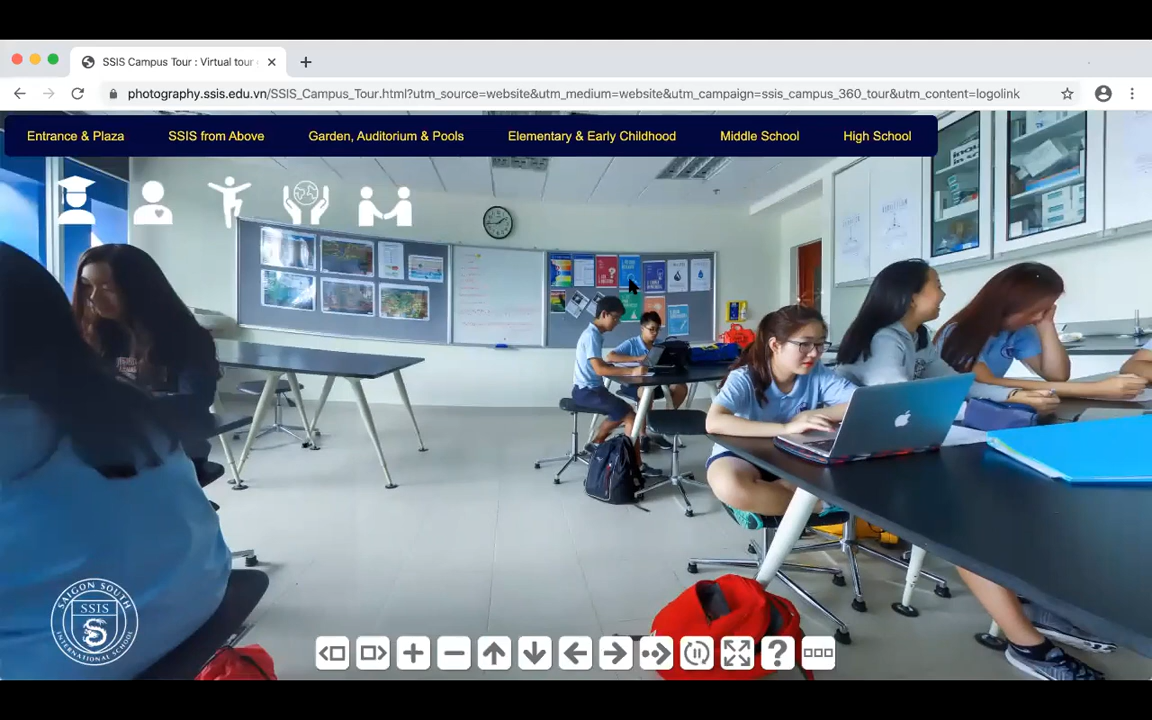 SSIS Campus Tour : Virtual tour
photography.ssis.edu.vn/SSIS_Campus_Tour.html?utm_source=website&utm_medium=website&utm_campaign=ssis_campus_360_tour&utm_content=logolink
Entrance & Plaza SSIS from Above Garden, Auditorium & Pools Elementary & Early Childhood Middle School High School
SAIGON SOUTH
SSIS
INTERNATIONAL SCHOOL